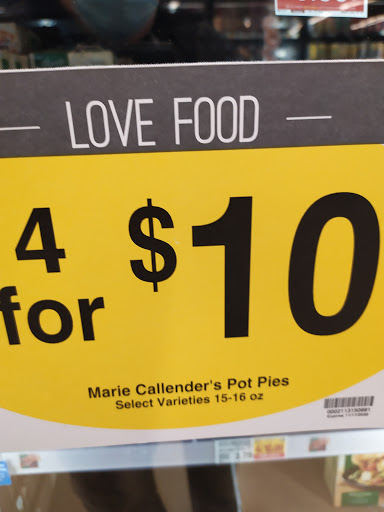 LOVE FOOD
4 for $10
Marie Callender's Pot Pies
Select Varieties 15-16 oz